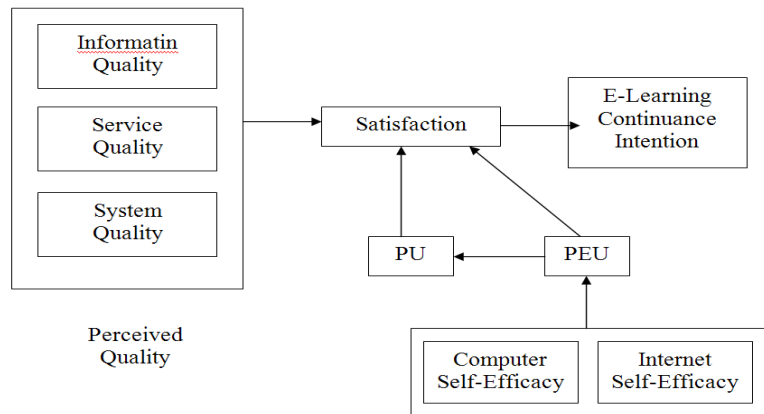 Informatin
Quality
Service
Quality
System
Quality
Perceived
Quality
Satisfaction
E-Learning
Continuance
Intention
PU
PEU
Computer
Self-Efficacy
Internet
Self-Efficacy